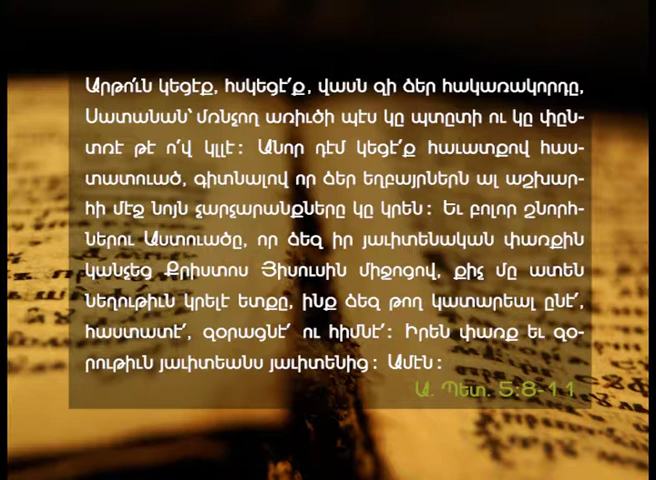 Արթո՛ւն կեցէք, հսկեցէ՛ք, վասն զի ձեր հակառակորդը,
Սատանան՝ մռնչող առիւծի պէս կը պտըտի ու կը փըն-
տռէ թէ ո՛վ կլլէ: Անոր դէմ կեցէ՛ք հաւատքով հաս-
տատուած, գիտնալով որ ձեր եղբայրներն ալ աշխար-
հի մէջ նոյն չարչարանքները կը կրեն: Եւ բոլոր շնորհ-
ներու Աստուածը, որ ձեզ իր յաւիտենական փառքին
կանչեց Քրիստոս Յիսուսին միջոցով, քիչ մը ատեն
նեղութիւն կրելէ ետքը, ինք ձեզ թող կատարեալ ընէ՛,
հաստատէ՛, զօրացնէ՛ ու հիմնէ՛: Իրեն փառք եւ զօ-
րութիւն յաւիտեանս յաւիտենից: Ամէն:
Ա. Պետ. 5:8-11